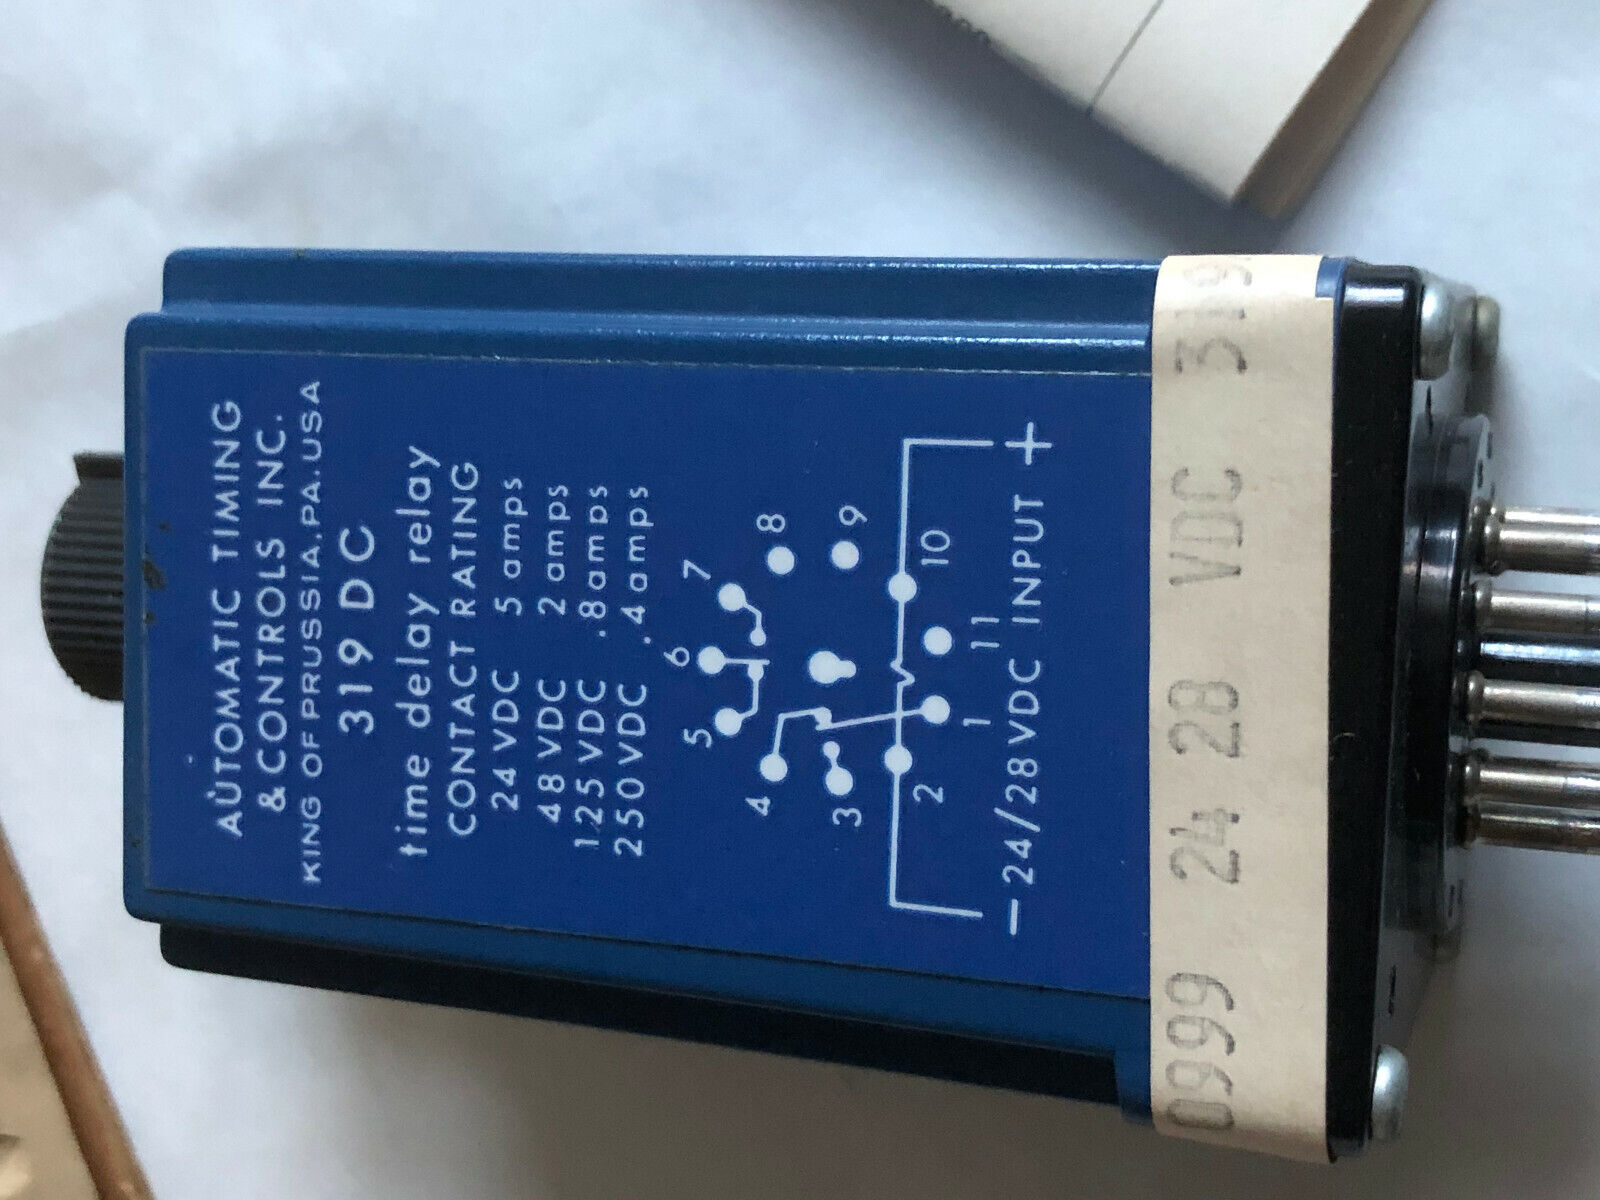 AUTOMATIC TIMING
& CONTROLS INC.
KING OF PRUSSIA, PA. USA
319 DC
time delay relay
CONTACT RATING
24 VDC 5 amps
48 VDC 2 amps
125 VDC .8 amps
250 VDC .4 amps
5 6 7
4 8
3 9
2 10
1 11
- 24/28 VDC INPUT +
0999 24 28 VDC 319